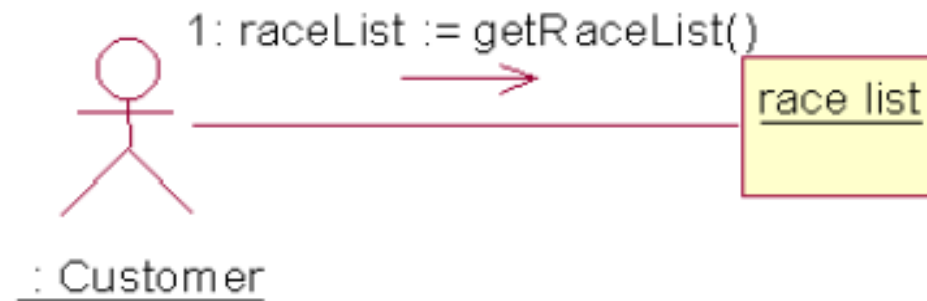 1: raceList := getRaceList()
race list
: Customer